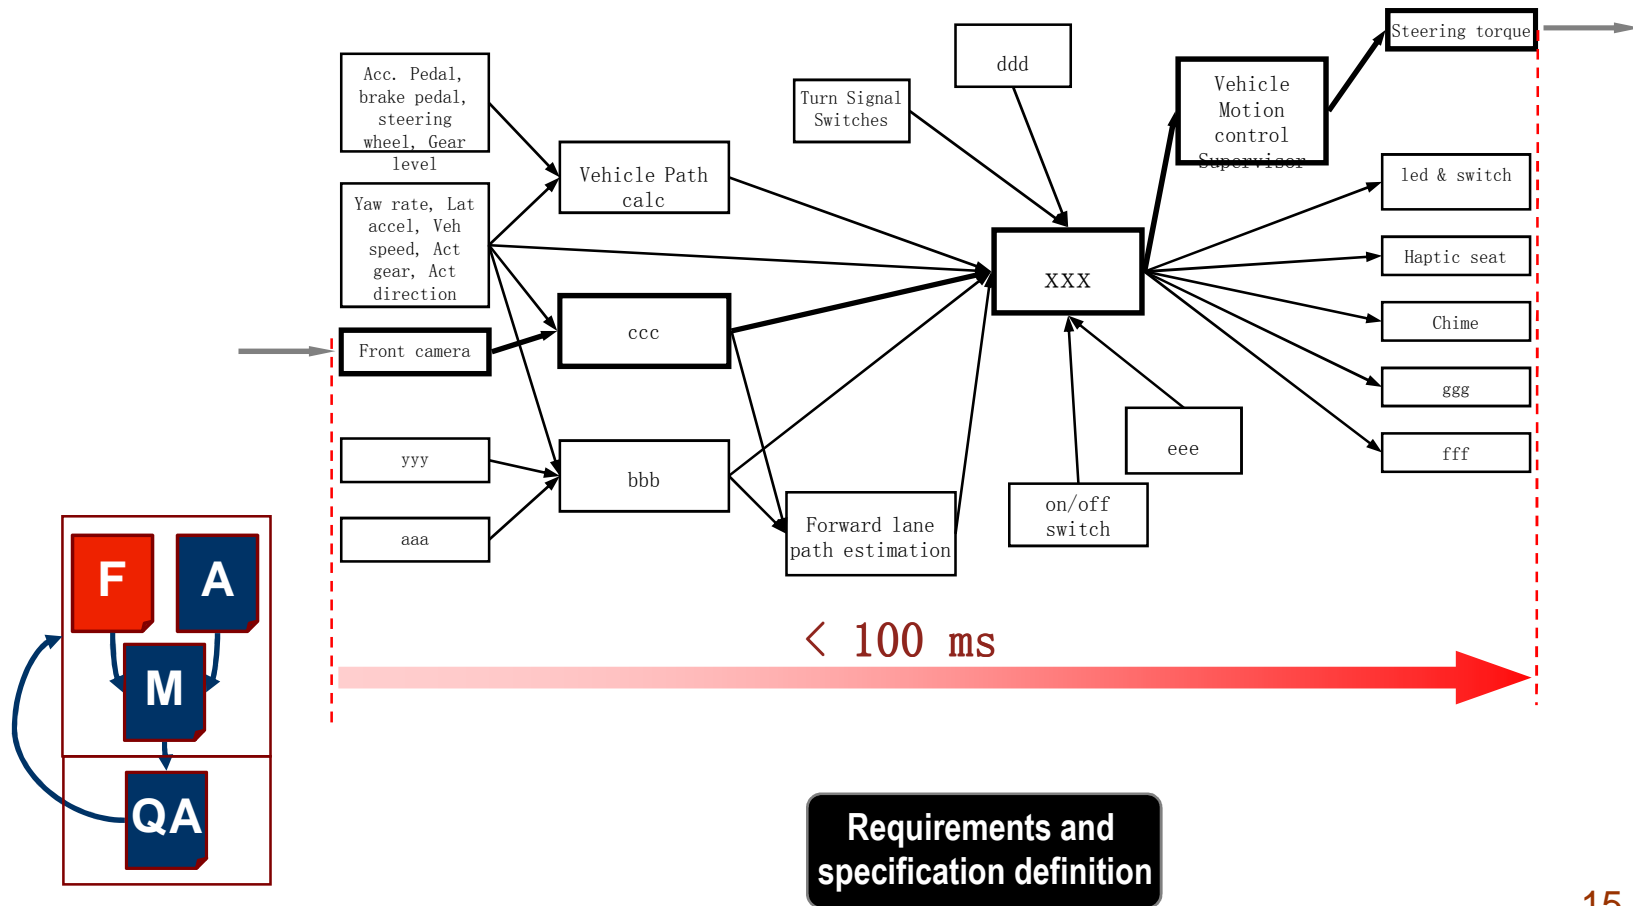 Steering torque
ddd
Acc. Pedal,
brake pedal,
steering
wheel, Gear
level
Turn Signal
Switches
Vehicle
Motion
control
Supervisor
Vehicle Path
calc
led & switch
Yaw rate, Lat
accel, Veh
speed, Act
gear, Act
direction
Haptic seat
xxx
Chime
Front camera
ccc
ggg
yyy
bbb
eee
fff
aaa
Forward lane
path estimation
on/off
switch
F
A
M
QA
< 100 ms
Requirements and
specification definition
15